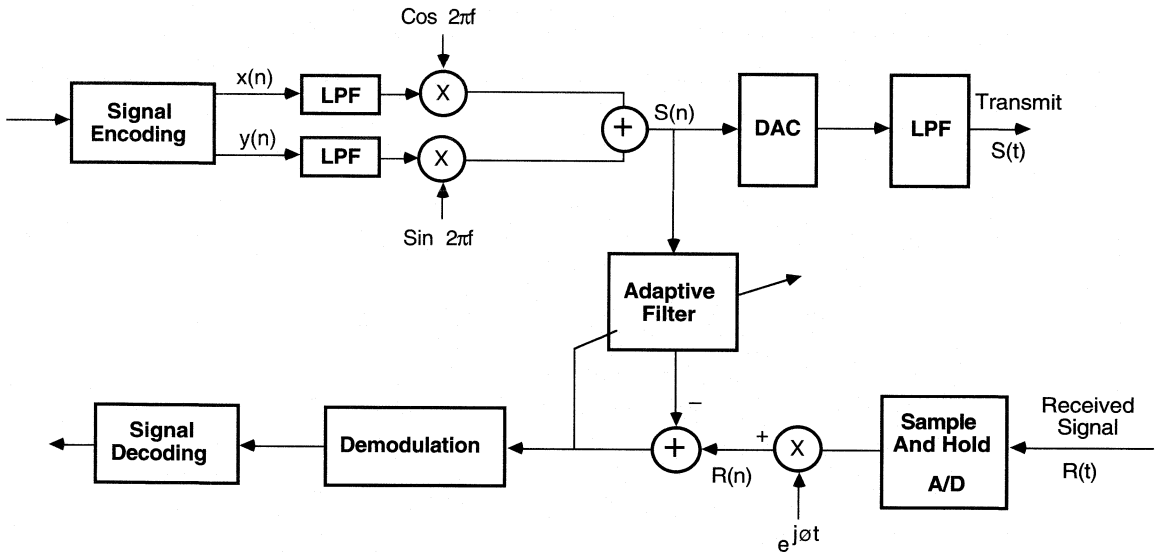 Cos 2πf
x(n)
LPF
X
Signal
Encoding
y(n)
LPF
X
Sin 2πf
+
S(n)
DAC
LPF
Transmit
S(t)
Adaptive
Filter
−
Signal
Decoding
Demodulation
+
R(n)
+
X
e^jøt
Sample
And Hold
A/D
Received
Signal
R(t)